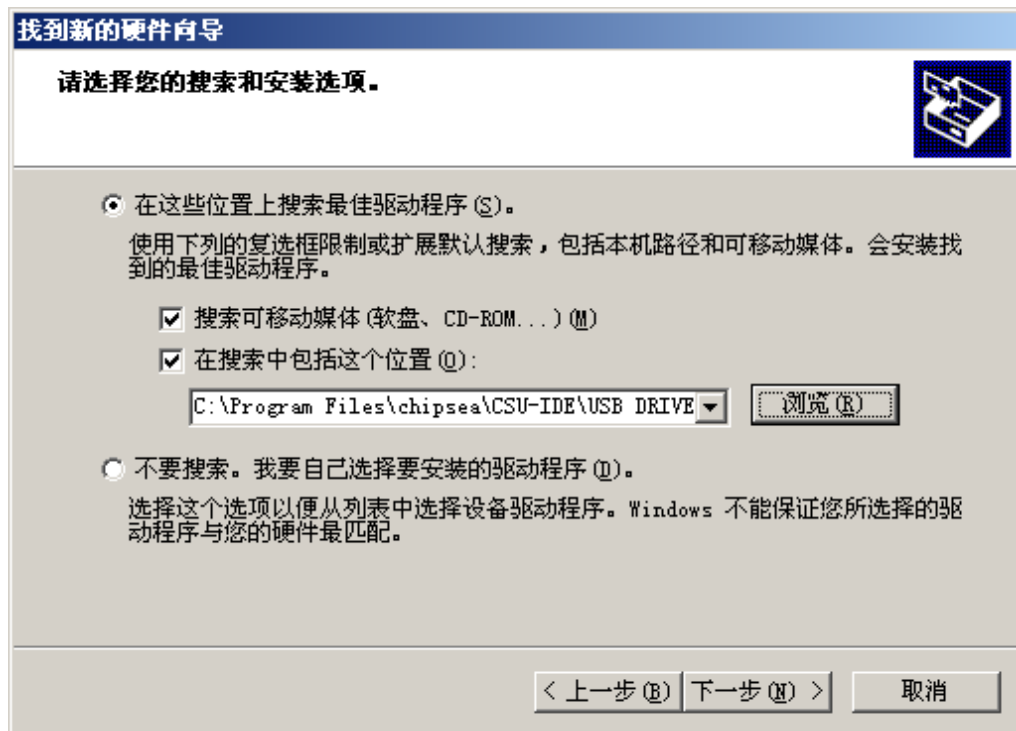 找到新的硬件向导
请选择您的搜索和安装选项。
在这些位置上搜索最佳驱动程序(S)。
使用下列的复选框限制或扩展默认搜索，包括本机路径和可移动媒体。会安装找
到的最佳驱动程序。
搜索可移动媒体(软盘、CD-ROM...)(M)
在搜索中包括这个位置(O):
C:\Program Files\chipsea\CSU-IDE\USB DRIVE 浏览(R)
不要搜索。我要自己选择要安装的驱动程序(D)。
选择这个选项以便从列表中选择设备驱动程序。Windows 不能保证您所选择的驱
动程序与您的硬件最匹配。
< 上一步(B) 下一步(N) > 取消